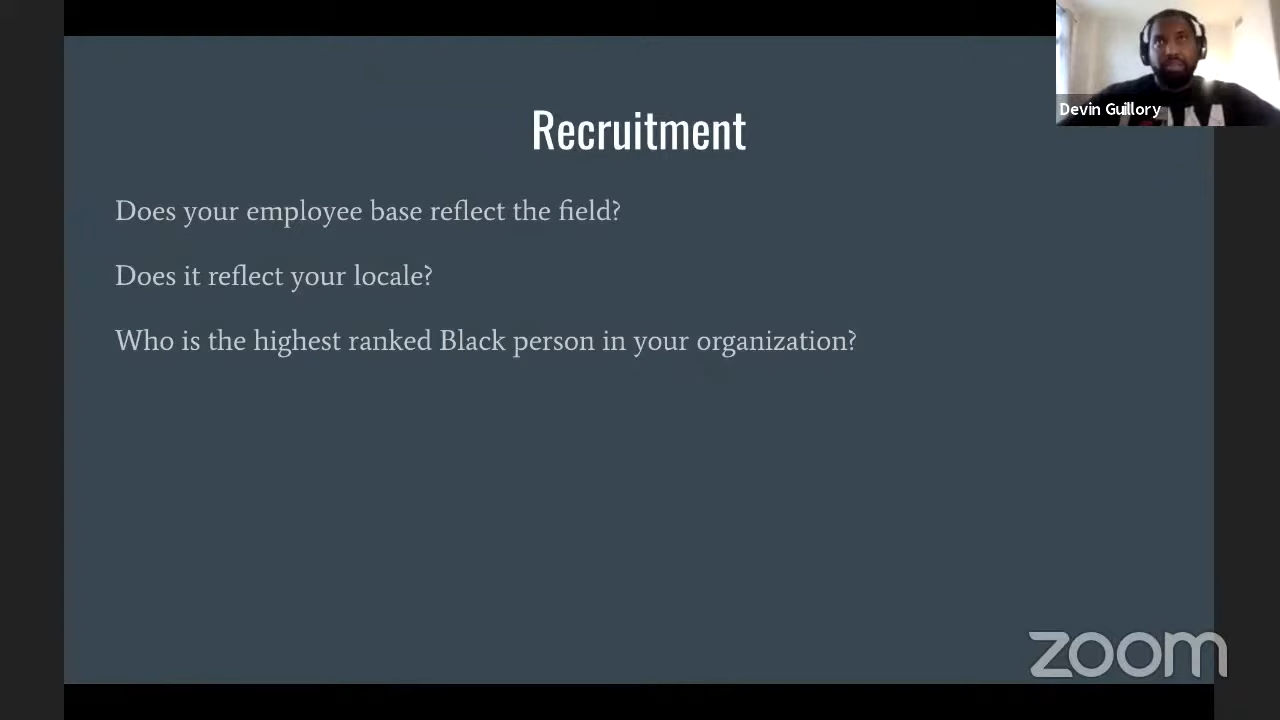 Recruitment
Devin Guillory
Does your employee base reflect the field?
Does it reflect your locale?
Who is the highest ranked Black person in your organization?
zoom